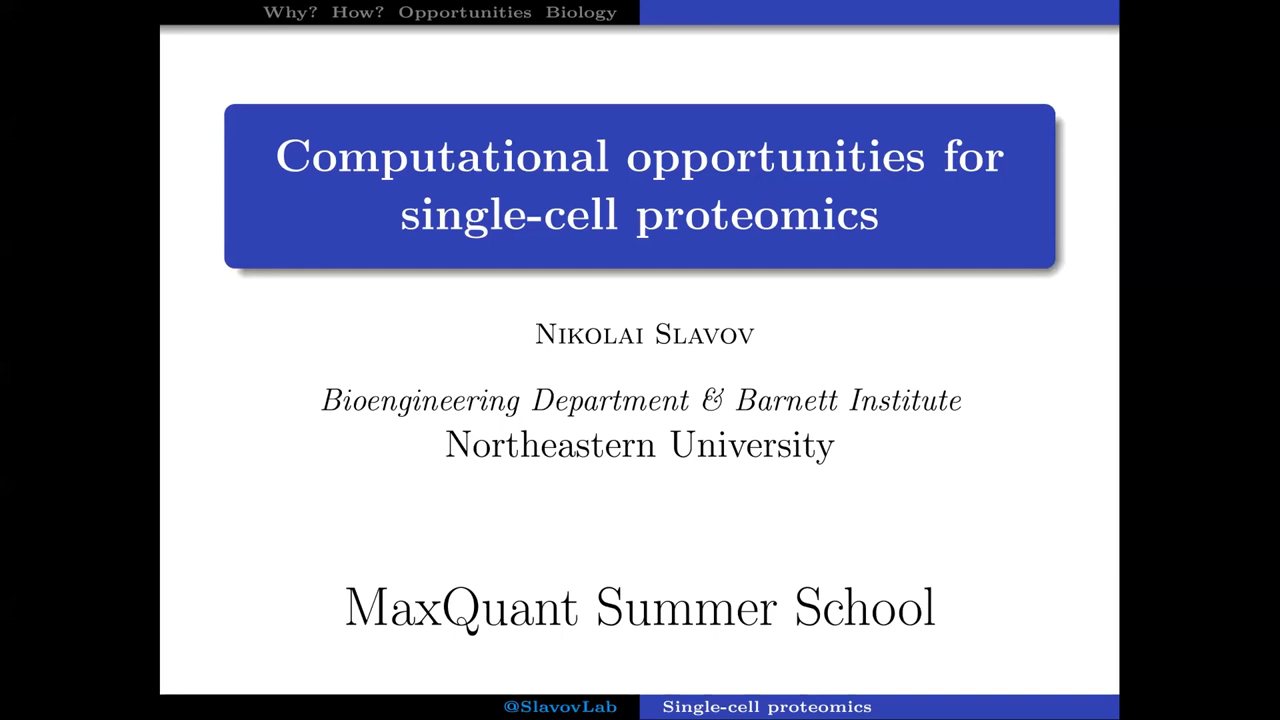 Why? How? Opportunities Biology
Computational opportunities for
single-cell proteomics
Nikolai Slavov
Bioengineering Department & Barnett Institute
Northeastern University
MaxQuant Summer School
@SlavovLab Single-cell proteomics